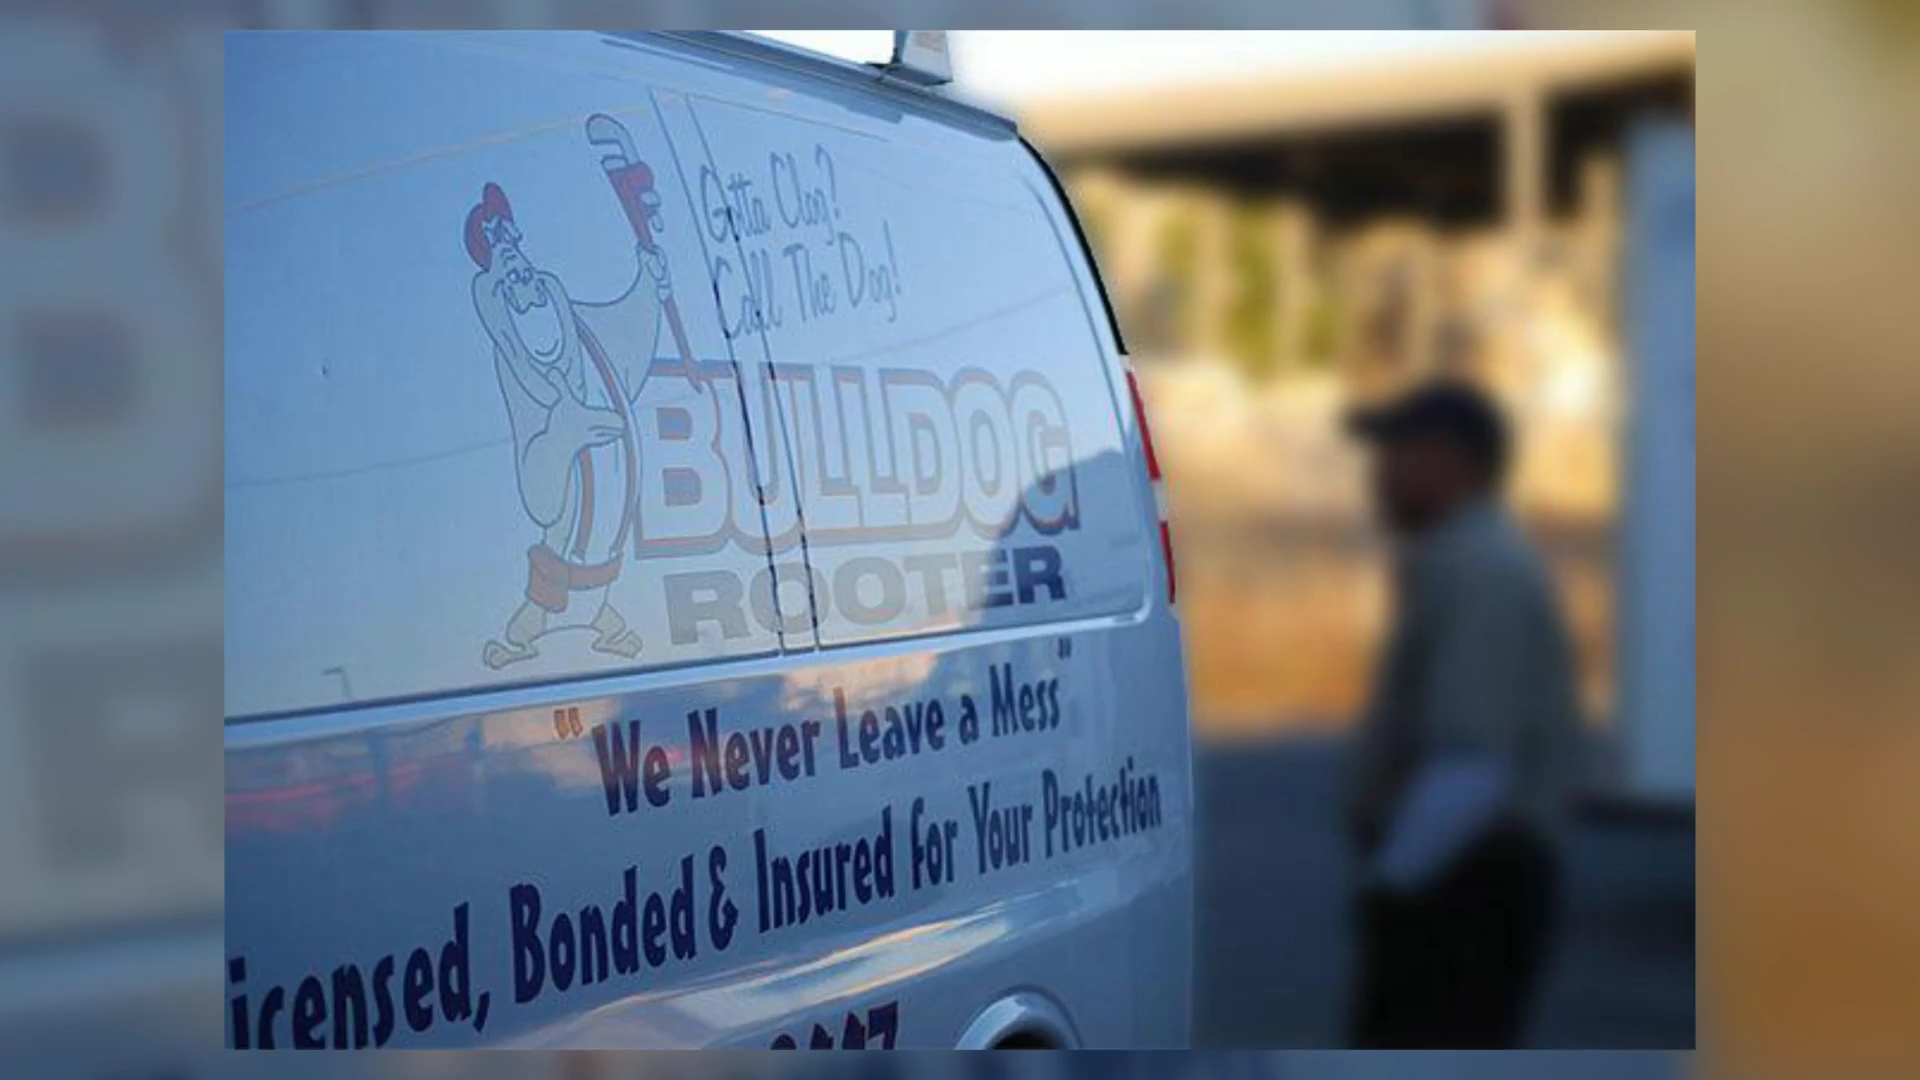 Gotta Clog?
Call The Dog!
BULLDOG
ROOTER
"We Never Leave a Mess"
icensed, Bonded & Insured for Your Protection